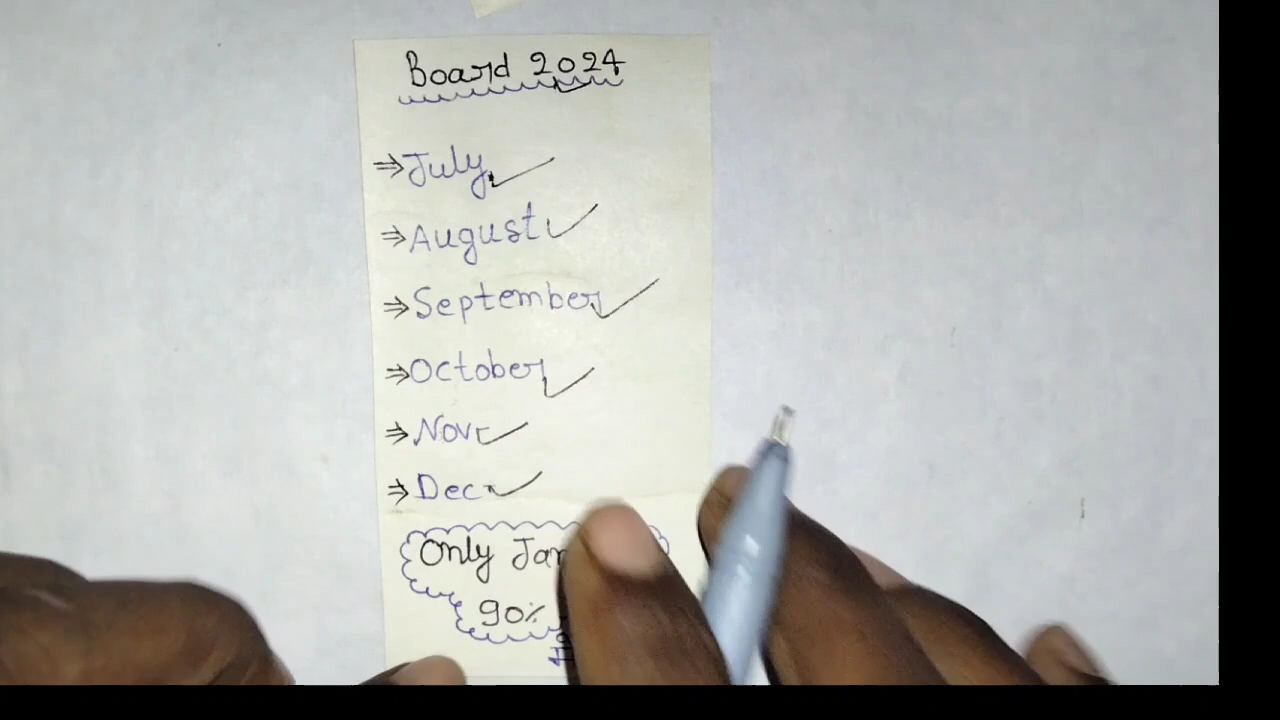 Board 2024
⇒ July ✓
⇒ August ✓
⇒ September ✓
⇒ October ✓
⇒ Nov ✓
⇒ Dec ✓
Only
90%